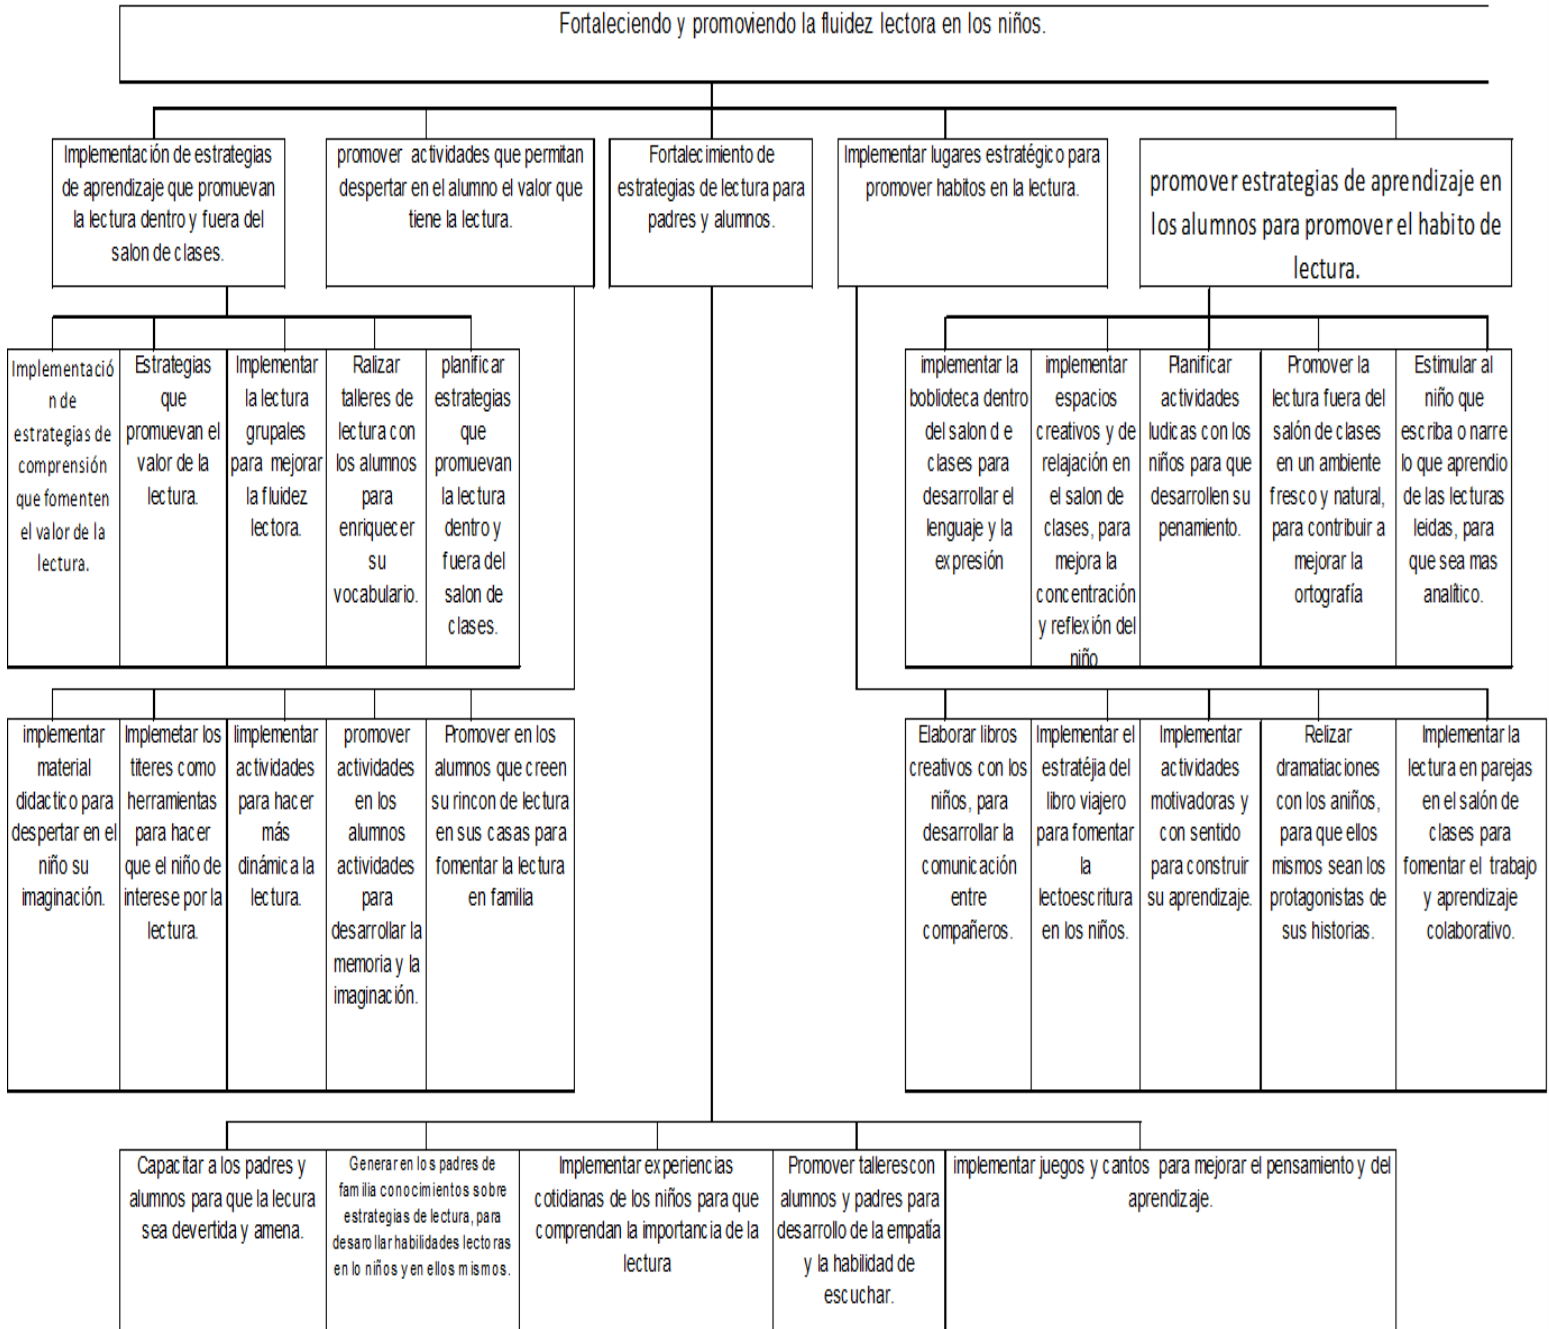 Fortaleciendo y promoviendo la fluidez lectora en los niños.
Implementación de estrategias
de aprendizaje que promuevan
la lectura dentro y fuera del
salon de clases.
promover actividades que permitan
despertar en el alumno el valor que
tiene la lectura.
Fortalecimiento de
estrategias de lectura para
padres y alumnos.
Implementar lugares estratégico para
promover habitos en la lectura.
promover estrategias de aprendizaje en
los alumnos para promover el habito de
lectura.
Implementació
n de
estrategias de
comprensión
que fomenten
el valor de la
lectura.
Estrategias
que
promuevan el
valor de la
lectura.
Implementar
la lectura
grupales
para mejorar
la fluidez
lectora.
Ralizar
talleres de
lectura con
los alumnos
para
enriquecer
su
vocabulario.
planificar
estrategias
que
promuevan
la lectura
dentro y
fuera del
salon de
clases.
implementar la
boblioteca dentro
del salon d e
clases para
desarrollar el
lenguaje y la
expresión
implementar
espacios
creativos y de
relajación en
el salon de
clases, para
mejora la
concentración
y reflexión del
niño
Planificar
actividades
ludicas con los
niños para que
desarrollen su
penamiento.
Promover la
lectura fuera del
salón de clases
en un ambiente
fresco y natural,
para contribuir a
mejorar la
ortografía
Estimular al
niño que
escriba o narre
lo que aprendio
de las lecturas
leidas, para
que sea mas
analítico.
implementar
material
didactico para
despertar en el
niño su
imaginación.
Implemetar los
titeres como
herramientas
para hacer
que el niño de
interese por la
lectura.
Iimplementar
actividades
para hacer
más
dinámica la
lectura.
promover
actividades
en los
alumnos
actividades
para
desarrollar la
memoria y la
imaginación.
Promover en los
alumnos que creen
su rincon de lectura
en sus casas para
fomentar la lectura
en familia
Elaborar libros
creativos con los
niños, para
desarrollar la
comunicación
entre
compañeros.
Implementar el
estratéjia del
libro viajero
para fomentar
la
lectoescritura
en los niños.
Implementar
actividades
motivadoras y
con sentido
para construir
su aprendizaje.
Relizar
dramatiaciones
con los aniños,
para que ellos
mismos sean los
protagonistas de
sus historias.
Implementar la
lectura en parejas
en el salón de
clases para
fomentar el trabajo
y aprendizaje
colaborativo.
Capacitar a los padres y
alumnos para que la lecura
sea devertida y amena.
Generar en los padres de
familia conocimientos sobre
estrategias de lectura, para
desarollar habilidades lectoras
en lo niños y en ellos mismos.
Implementar experiencias
cotidianas de los niños para que
comprendan la importancia de la
lectura
Promover tallerescon
alumnos y padres para
desarrollo de la empatía
y la habilidad de
escuchar.
implementar juegos y cantos para mejorar el pensamiento y del
aprendizaje.